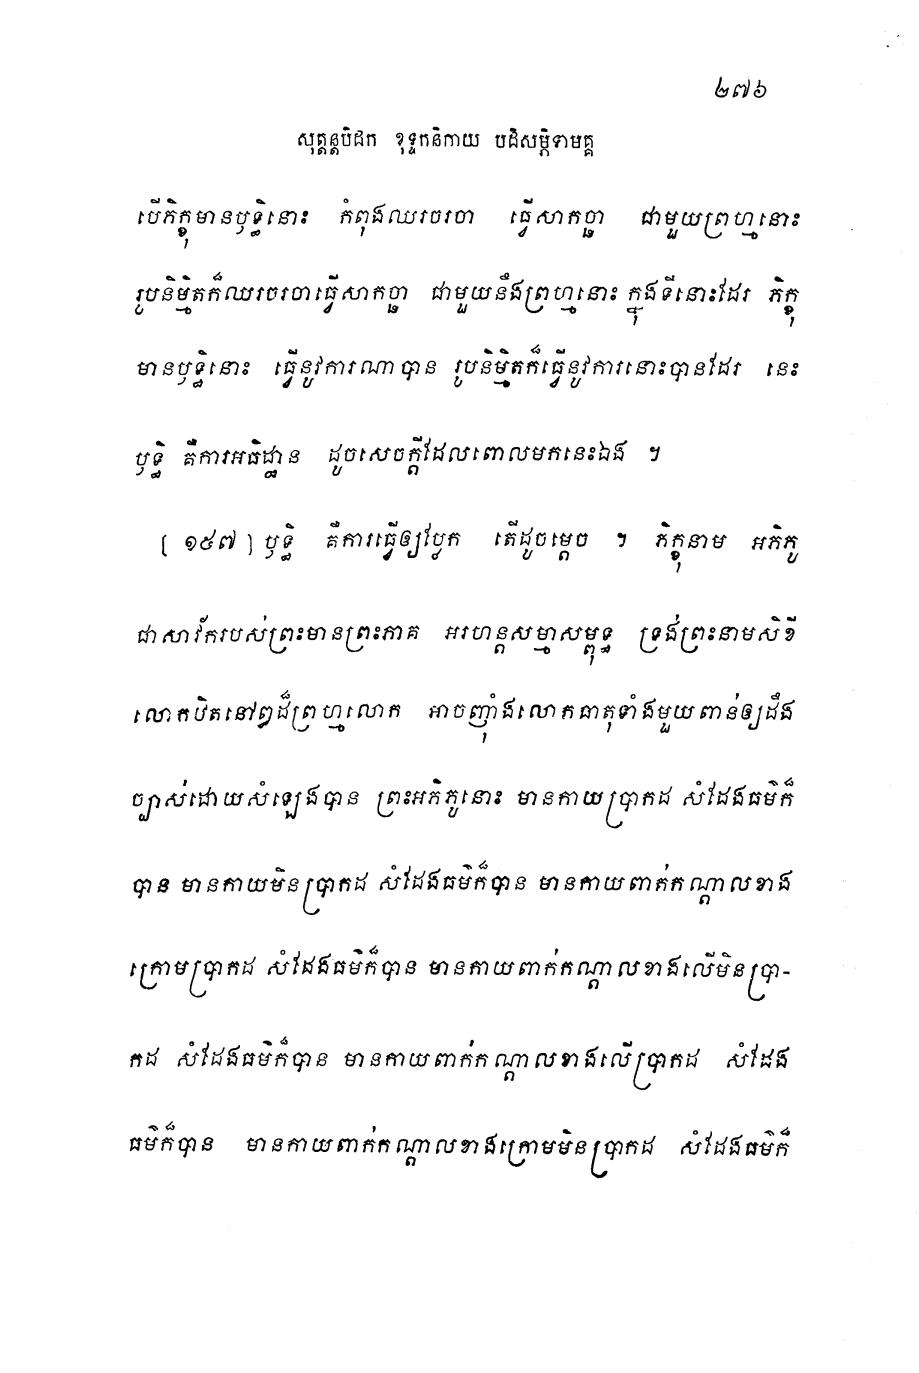 ២៧៦
សុត្តន្តបិដក ខុទ្ទកនិកាយ បដិសម្ភិទាមគ្គ
បើភិក្ខុមានឫទ្ធិនោះ កំពុងឈរចរចា ធ្វើសាកច្ឆា ជាមួយព្រហ្មនោះ
រូបនិម្មិតក៏ឈរចរចាធ្វើសាកច្ឆា ជាមួយនឹងព្រហ្មនោះ ក្នុងទីនោះដែរ ភិក្ខុ
មានឫទ្ធិនោះ ធ្វើនូវការណាបាន រូបនិម្មិតក៏ធ្វើនូវការនោះបានដែរ នេះ
ឫទ្ធិ គឺការអធិដ្ឋាន ដូចសេចក្តីដែលពោលមកនេះឯង ។
[ ១៥៧ ] ឫទ្ធិ គឺការធ្វើឲ្យប្លែក តើដូចម្តេច ។ ភិក្ខុនាម អភិភូ
ជាសាវ័ករបស់ព្រះមានព្រះភាគ អរហន្តសម្មាសម្ពុទ្ធ ទ្រង់ព្រះនាមសិខី
លោកឋិតនៅឰដ៏ព្រហ្មលោក អាចញ៉ាំងលោកធាតុទាំងមួយពាន់ឲ្យដឹង
ច្បាស់ដោយសំឡេងបាន ព្រះអភិភូនោះ មានកាយប្រាកដ សំដែងធម៌ក៏
បាន មានកាយមិនប្រាកដ សំដែងធម៌ក៏បាន មានកាយពាក់កណ្តាលខាង
ក្រោមប្រាកដ សំដែងធម៌ក៏បាន មានកាយពាក់កណ្តាលខាងលើមិនប្រា-
កដ សំដែងធម៌ក៏បាន មានកាយពាក់កណ្តាលខាងលើប្រាកដ សំដែង
ធម៌ក៏បាន មានកាយពាក់កណ្តាលខាងក្រោមមិនប្រាកដ សំដែងធម៌ក៏